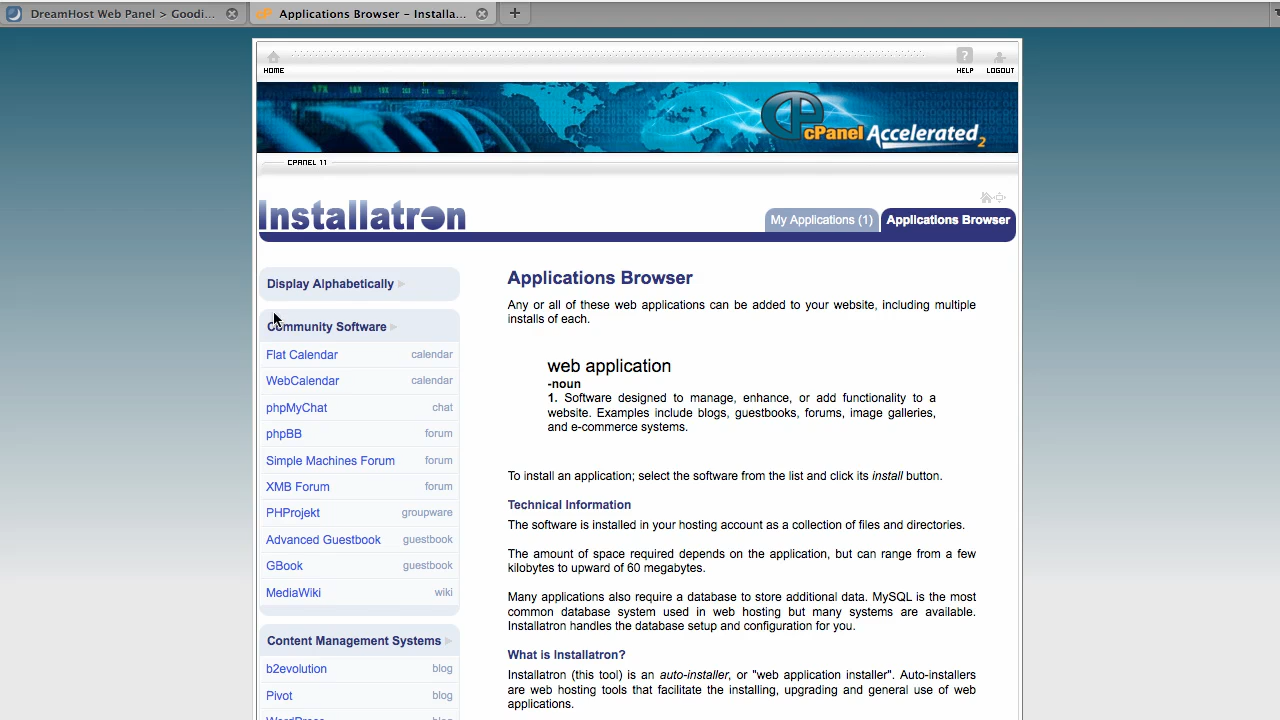 DreamHost Web Panel > Goodi...
Applications Browser – Installa...
HOME
HELP
LOGOUT
17X 18X
cPanel Accelerated2
CPANEL 11
Installatron
My Applications (1)
Applications Browser
Display Alphabetically
Community Software
Flat Calendar calendar
WebCalendar calendar
phpMyChat chat
phpBB forum
Simple Machines Forum forum
XMB Forum forum
PHProjekt groupware
Advanced Guestbook guestbook
GBook guestbook
MediaWiki wiki
Content Management Systems
b2evolution blog
Pivot blog
WordPress blog
Applications Browser
Any or all of these web applications can be added to your website, including multiple
installs of each.
web application
-noun
1. Software designed to manage, enhance, or add functionality to a
website. Examples include blogs, guestbooks, forums, image galleries,
and e-commerce systems.
To install an application; select the software from the list and click its install button.
Technical Information
The software is installed in your hosting account as a collection of files and directories.
The amount of space required depends on the application, but can range from a few
kilobytes to upward of 60 megabytes.
Many applications also require a database to store additional data. MySQL is the most
common database system used in web hosting but many systems are available.
Installatron handles the database setup and configuration for you.
What is Installatron?
Installatron (this tool) is an auto-installer, or "web application installer". Auto-installers
are web hosting tools that facilitate the installing, upgrading and general use of web
applications.